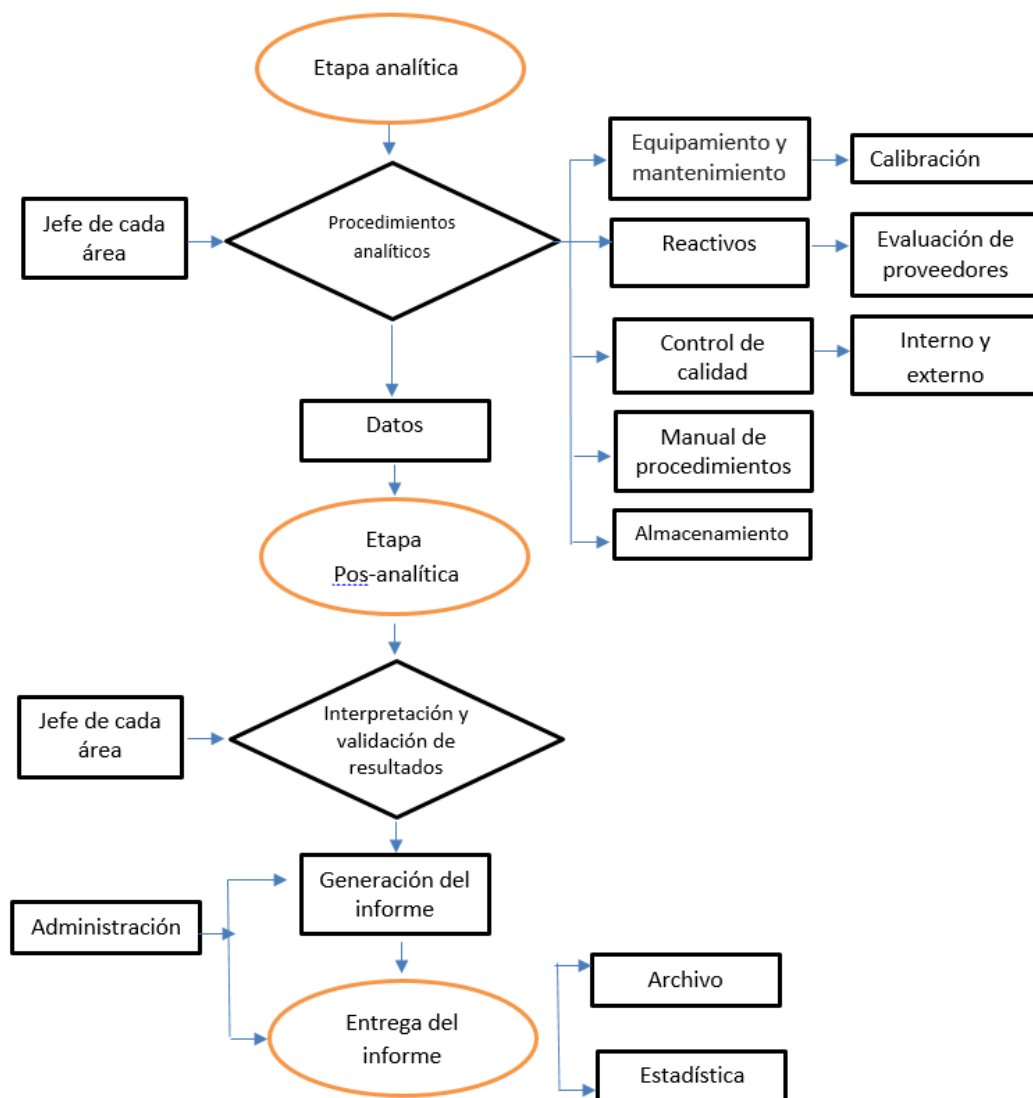 Etapa analítica
Equipamiento y
mantenimiento
Calibración
Jefe de cada
área
Procedimientos
analíticos
Reactivos
Evaluación de
proveedores
Control de
calidad
Interno y
externo
Datos
Manual de
procedimientos
Almacenamiento
Etapa
Pos-analítica
Jefe de cada
área
Interpretación y
validación de
resultados
Generación del
informe
Administración
Archivo
Entrega del
informe
Estadística